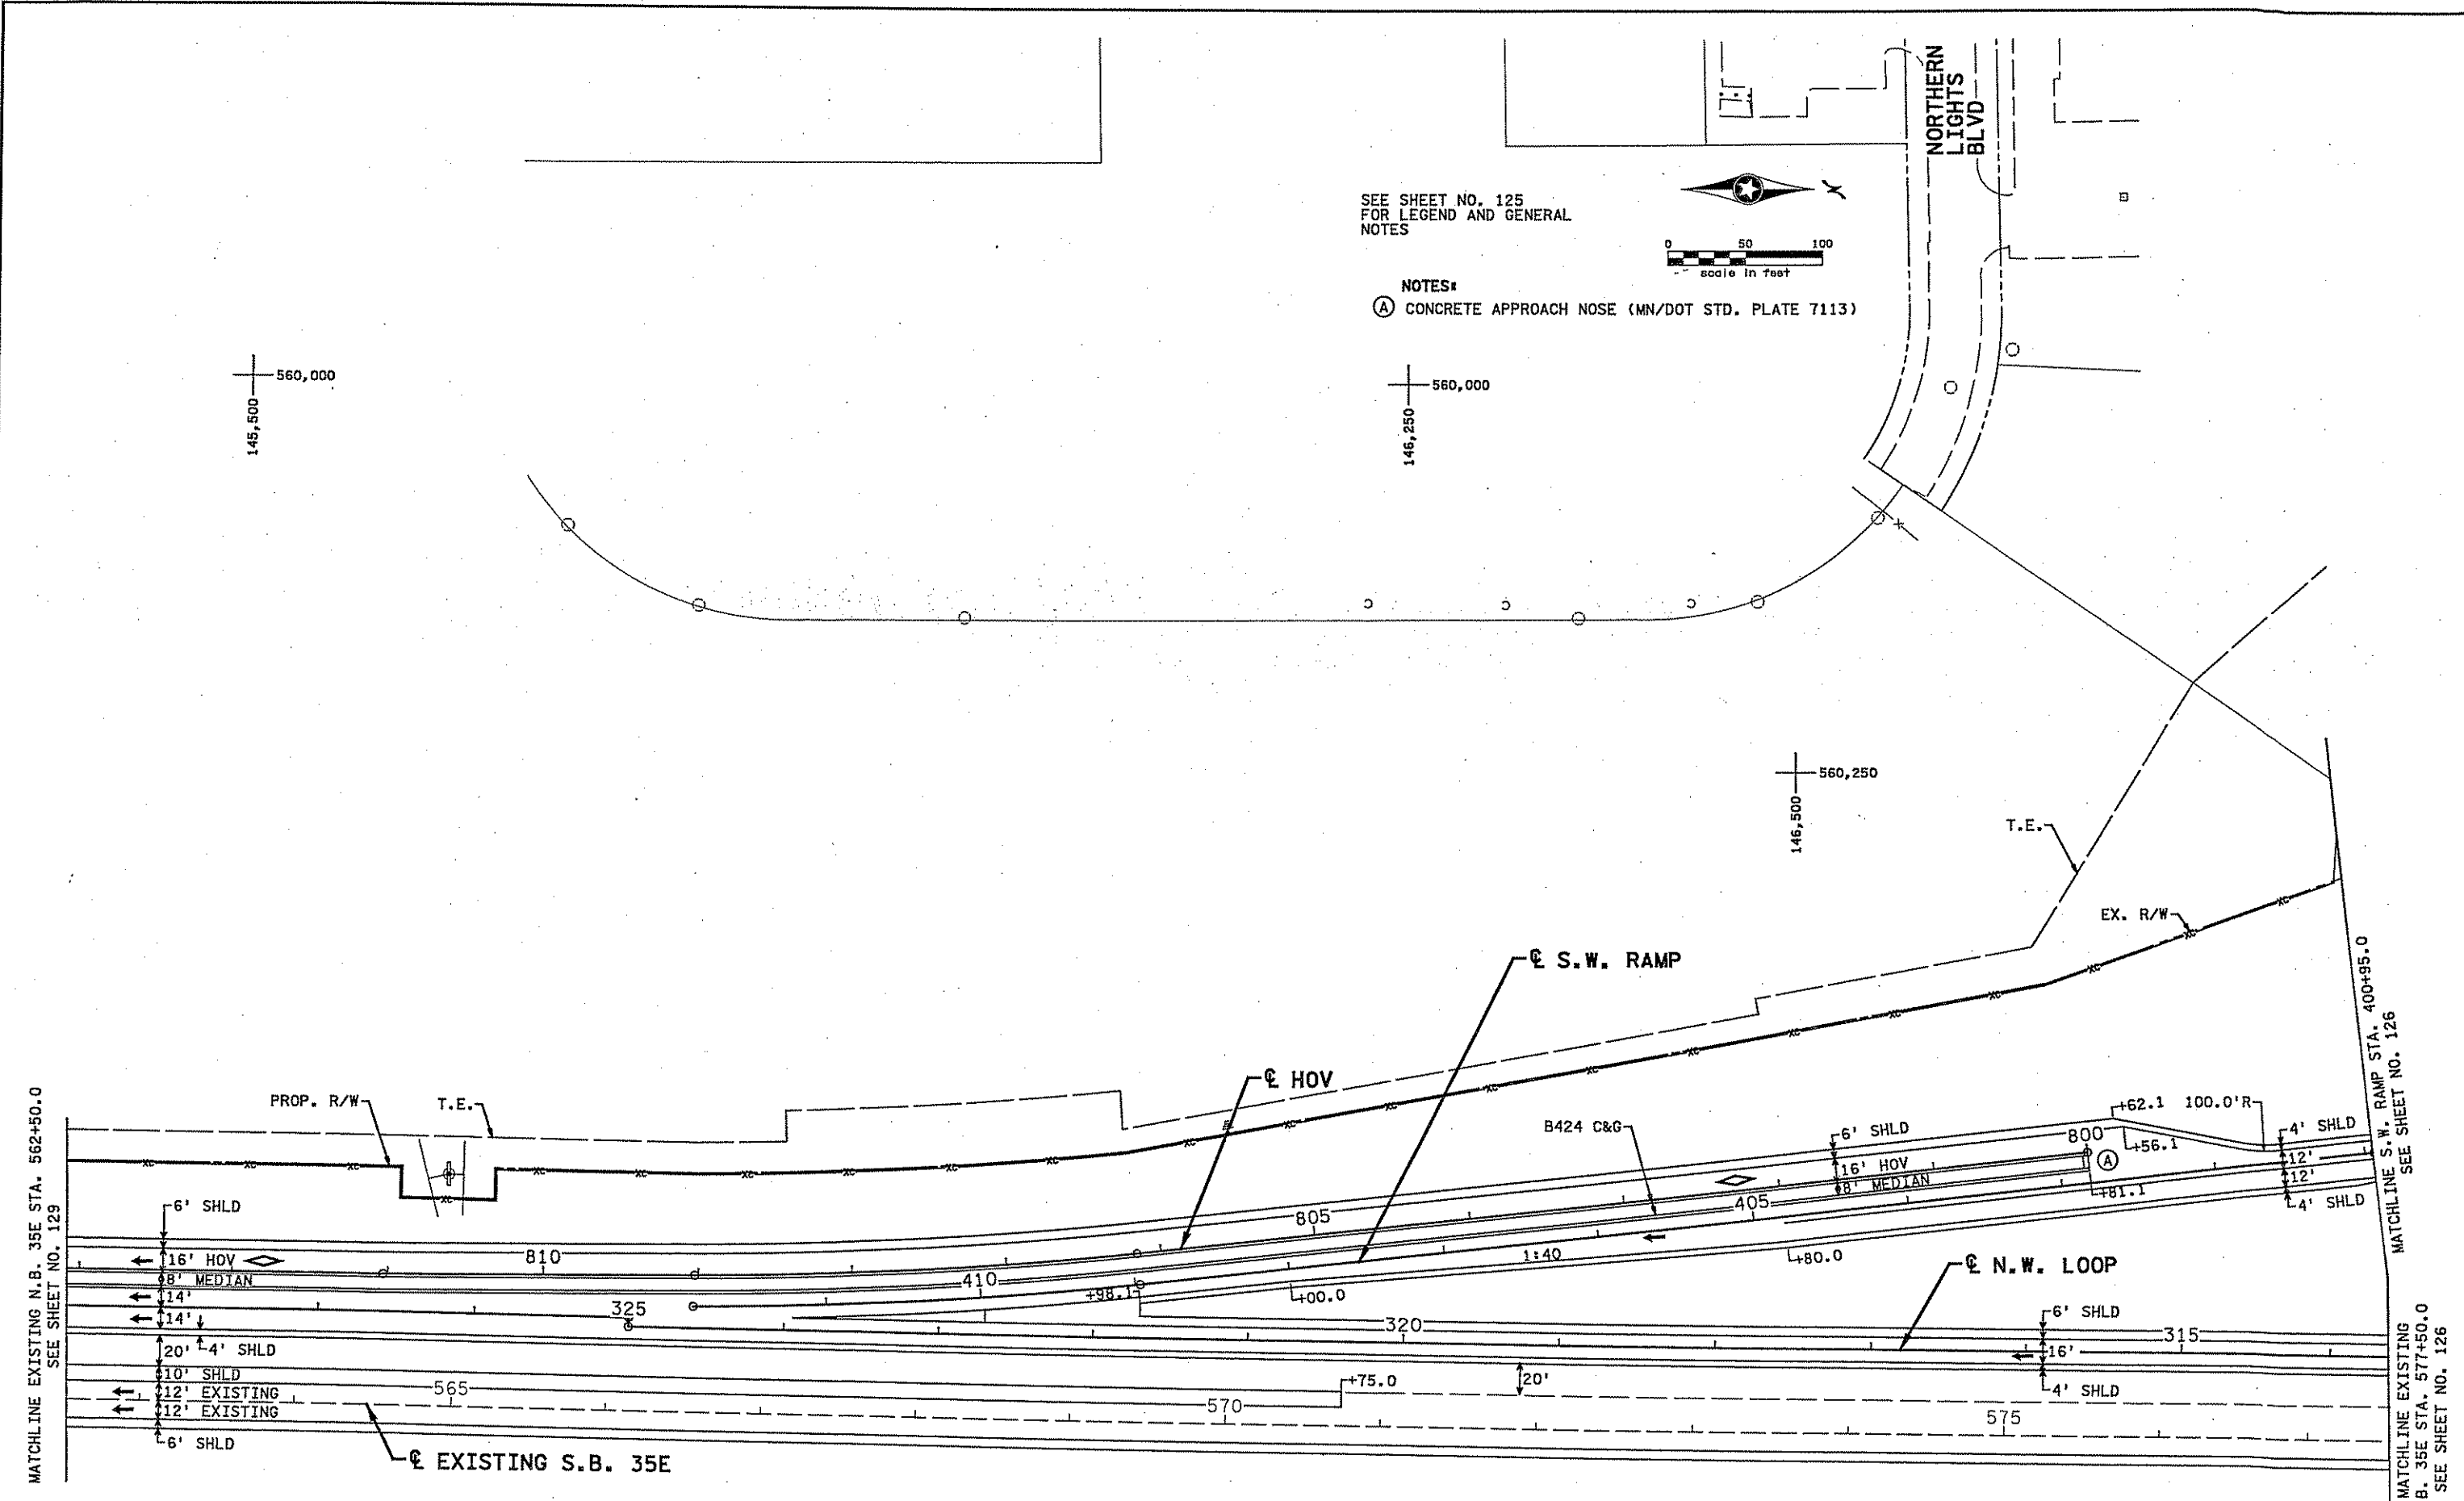 NORTHERN
LIGHTS
BLVD
SEE SHEET NO. 125
FOR LEGEND AND GENERAL
NOTES
0 50 100
scale in feet
NOTES:
A CONCRETE APPROACH NOSE (MN/DOT STD. PLATE 7113)
560,000
145,500
560,000
146,250
560,250
146,500
T.E.
EX. R/W
℄ S.W. RAMP
℄ HOV
B424 C&G
PROP. R/W
T.E.
6' SHLD
+62.1 100.0'R
4' SHLD
800
+56.1
A
12'
12'
16' HOV
8' MEDIAN
+81.1
4' SHLD
405
805
6' SHLD
810
16' HOV
8' MEDIAN
14'
14'
410
1:40
+80.0
℄ N.W. LOOP
+98.1
+00.0
325
320
6' SHLD
315
16'
4' SHLD
20'
4' SHLD
10' SHLD
12' EXISTING
12' EXISTING
6' SHLD
565
570
+75.0
20'
575
℄ EXISTING S.B. 35E
MATCHLINE EXISTING N.B. 35E STA. 562+50.0
SEE SHEET NO. 129
MATCHLINE S.W. RAMP STA. 400+95.0
SEE SHEET NO. 126
MATCHLINE EXISTING
B. 35E STA. 577+50.0
SEE SHEET NO. 126